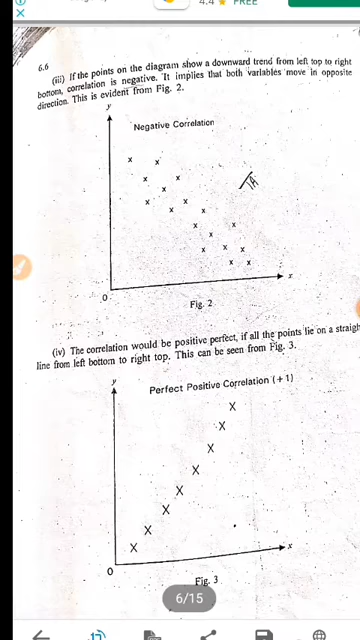 4.4 ★ FREE
6.6
(iii) If the points on the diagram show a downward trend from left top to right
bottom, correlation is negative. It implies that both variables move in opposite
direction. This is evident from Fig. 2.
y
Negative Correlation
0
x
Fig. 2
(iv) The correlation would be positive perfect, if all the points lie on a straigh
line from left bottom to right top. This can be seen from Fig. 3.
y
Perfect Positive Correlation (+1)
0
x
Fig. 3
6/15